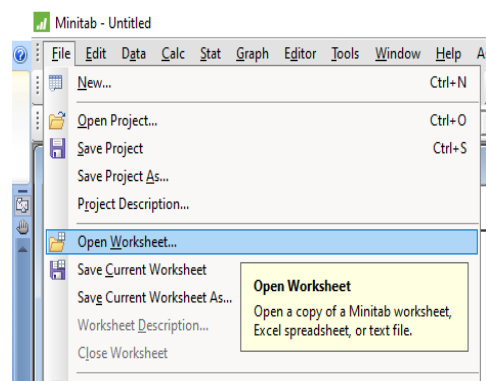 Minitab - Untitled
File Edit Data Calc Stat Graph Editor Tools Window Help A
New... Ctrl+N
Open Project... Ctrl+O
Save Project Ctrl+S
Save Project As...
Project Description...
Open Worksheet...
Save Current Worksheet
Save Current Worksheet As...
Worksheet Description...
Close Worksheet
Open Worksheet
Open a copy of a Minitab worksheet,
Excel spreadsheet, or text file.